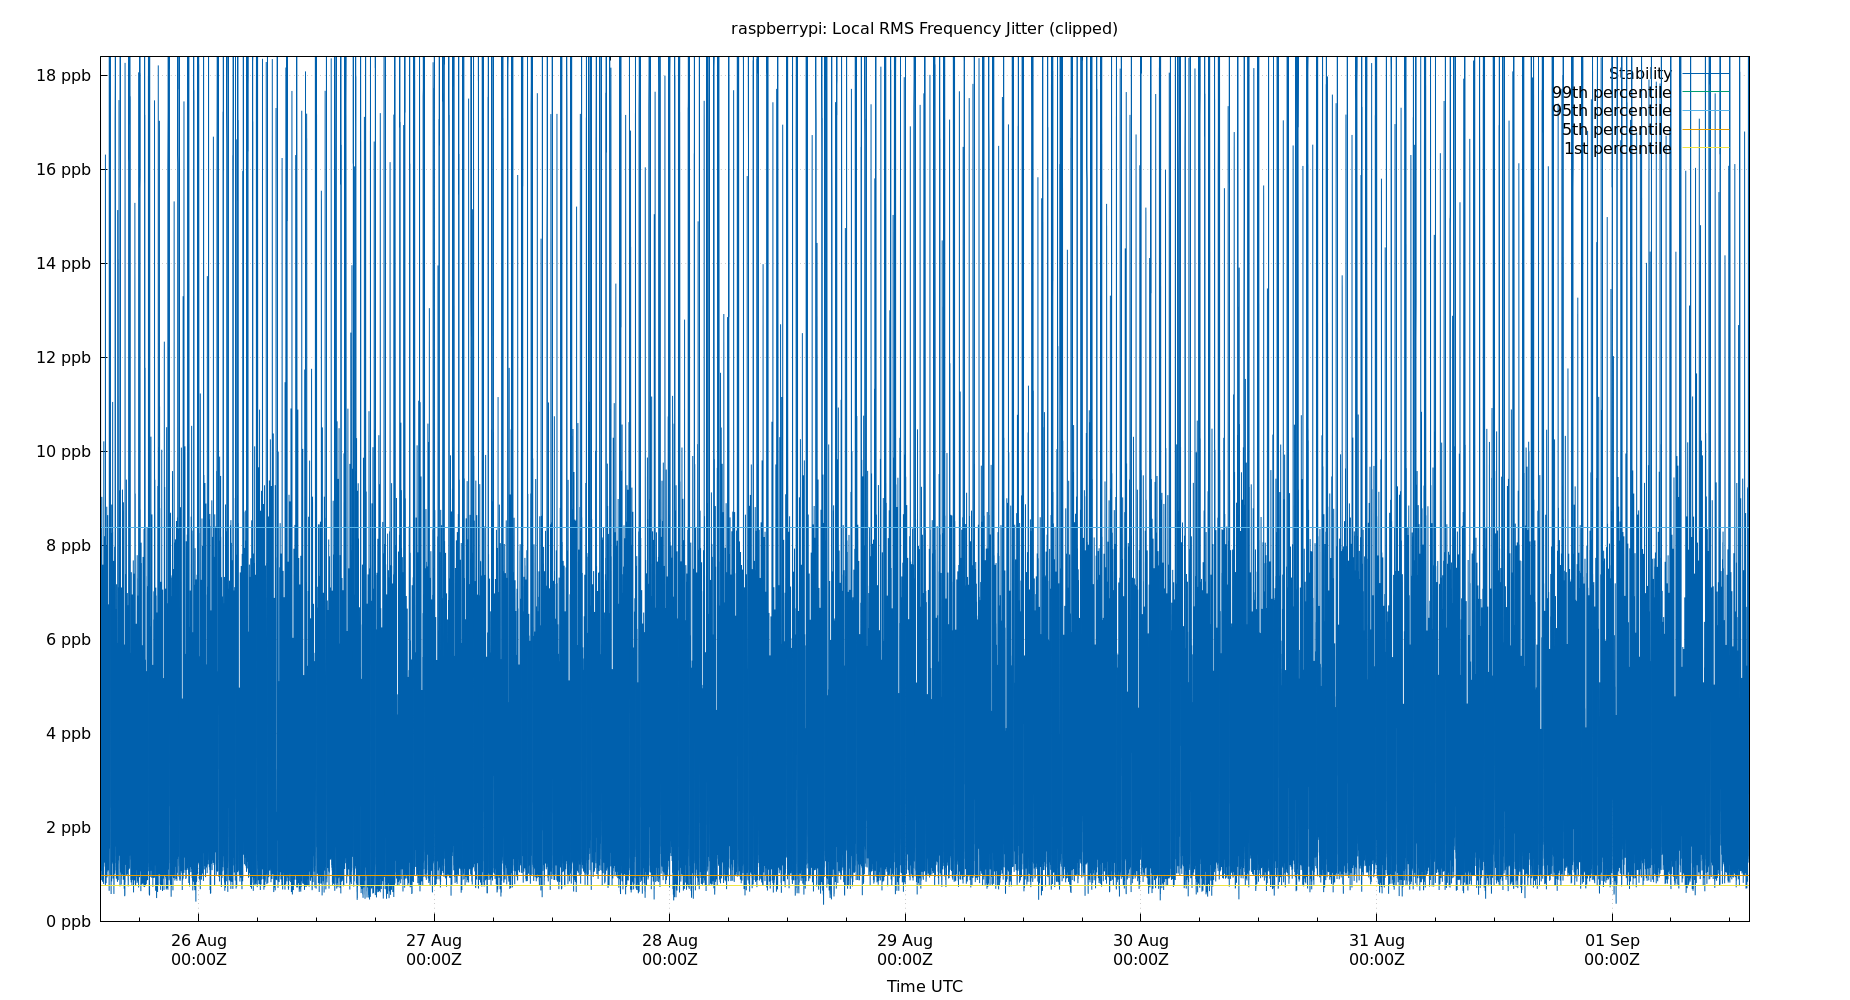 raspberrypi: Local RMS Frequency Jitter (clipped)
18 ppb
16 ppb
14 ppb
12 ppb
10 ppb
8 ppb
6 ppb
4 ppb
2 ppb
0 ppb
Stability
99th percentile
95th percentile
5th percentile
1st percentile
26 Aug 27 Aug 28 Aug 29 Aug 30 Aug 31 Aug 01 Sep
00:00Z 00:00Z 00:00Z 00:00Z 00:00Z 00:00Z 00:00Z
Time UTC